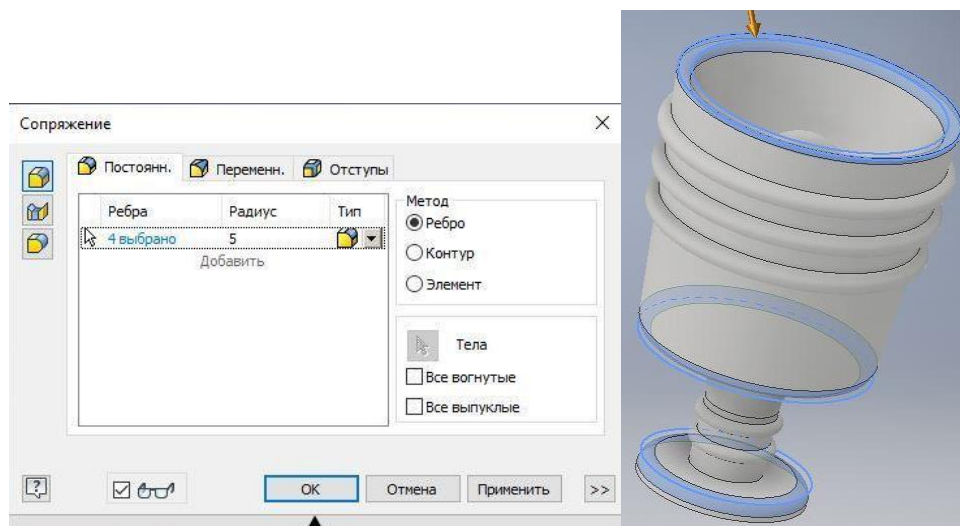 Сопряжение
Постоянн. Переменн. Отступы
Ребра Радиус Тип
4 выбрано 5
Добавить
Метод
Ребро
Контур
Элемент
Тела
Все вогнутые
Все выпуклые
ОК Отмена Применить >>